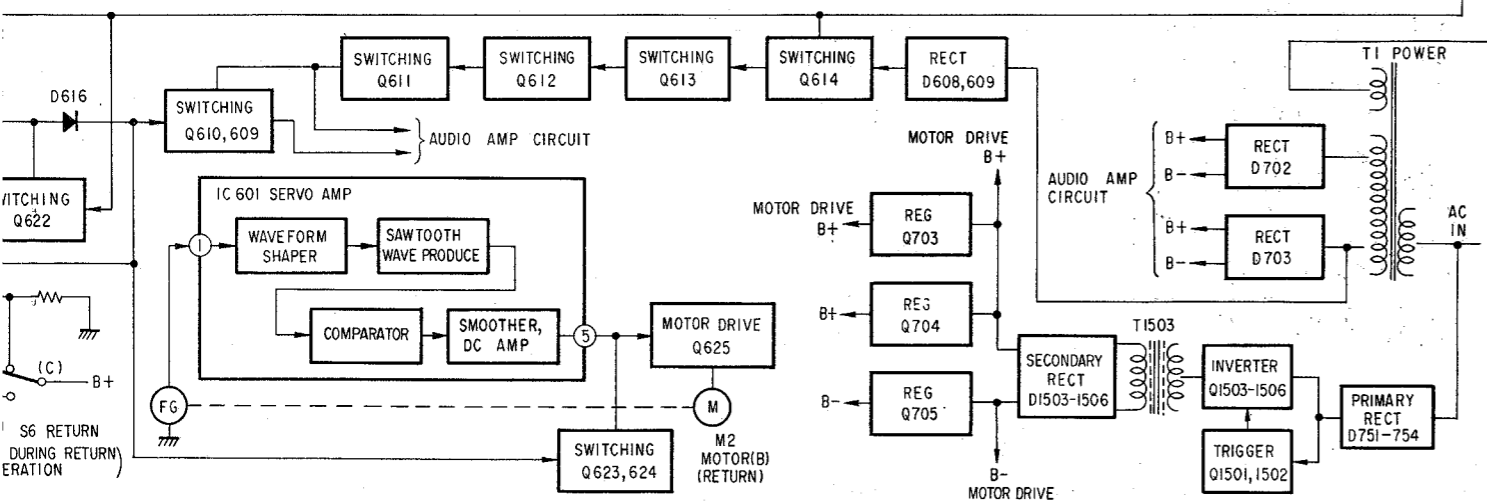 D616
SWITCHING
Q610,609
SWITCHING
Q611
SWITCHING
Q612
SWITCHING
Q613
SWITCHING
Q614
RECT
D608,609
AUDIO AMP CIRCUIT
WITCHING
Q622
IC 601 SERVO AMP
1
WAVEFORM
SHAPER
SAWTOOTH
WAVE PRODUCE
COMPARATOR
SMOOTHER,
DC AMP
5
MOTOR DRIVE
Q625
FG
M
M2
MOTOR(B)
(RETURN)
SWITCHING
Q623,624
(C)
B+
S6 RETURN
DURING RETURN)
ERATION
MOTOR DRIVE
B+
MOTOR DRIVE
B+
REG
Q703
B+
REG
Q704
B-
REG
Q705
B-
MOTOR DRIVE
SECONDARY
RECT
D1503-1506
T1503
INVERTER
Q1503-1506
TRIGGER
Q1501,1502
PRIMARY
RECT
D751-754
T1 POWER
AUDIO AMP
CIRCUIT
B+
B-
RECT
D702
B+
B-
RECT
D703
AC
IN